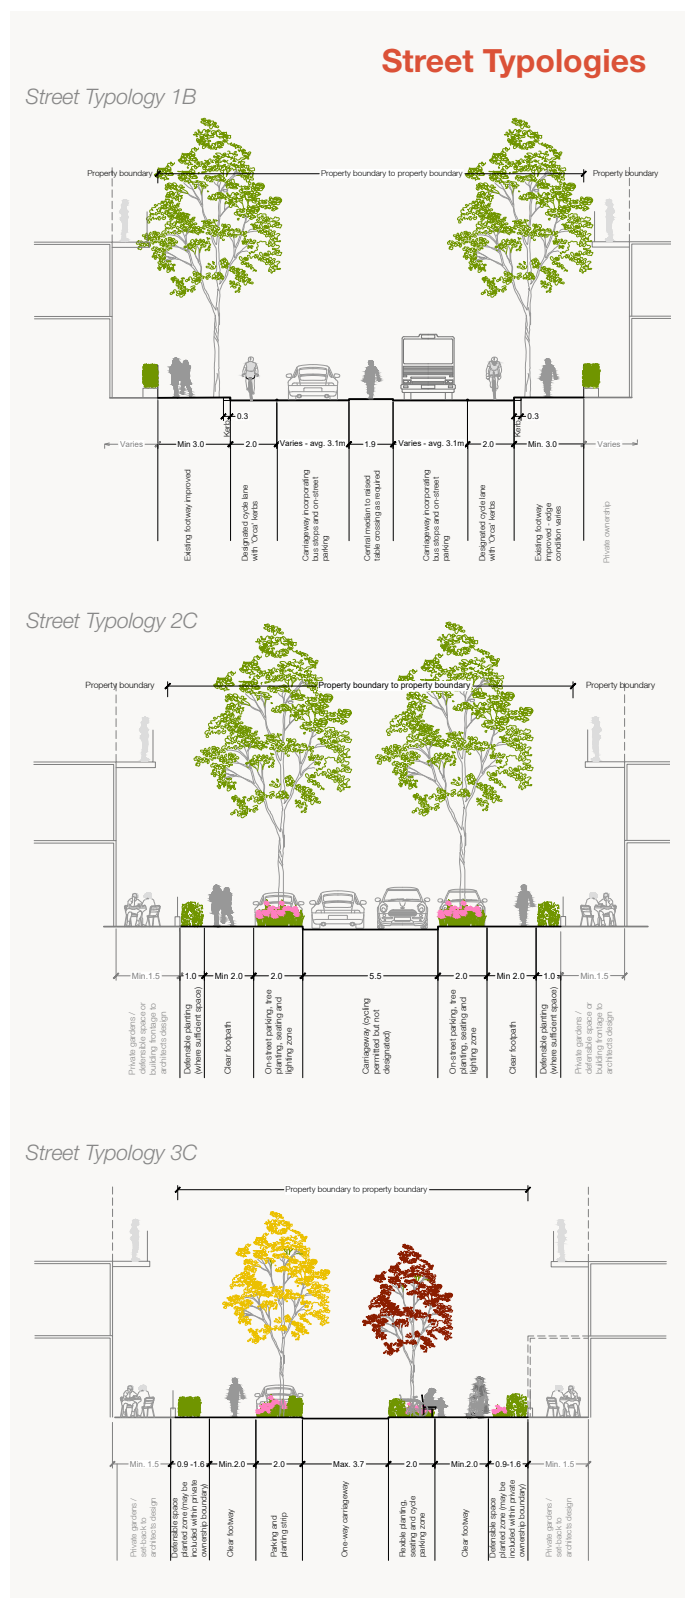 Street Typologies
Street Typology 1B
Property boundary
Property boundary to property boundary
Property boundary
0.3
Kerb
0.3
Kerb
Varies
Min 3.0
2.0
Varies - avg. 3.1m
1.9
Varies - avg. 3.1m
2.0
Min. 3.0
Varies
Existing footway improved
Designated cycle lane
with 'Orca' kerbs
Carriageway incorporating
bus stops and on-street
parking
Central median to raised
table crossing as required
Carriageway incorporating
bus stops and on-street
parking
Designated cycle lane
with 'Orca' kerbs
Existing footway
improved - edge
condition varies
Private ownership
Street Typology 2C
Property boundary
Property boundary to property boundary
Property boundary
Min.1.5
1.0
Min 2.0
2.0
5.5
2.0
Min 2.0
1.0
Min.1.5
Private gardens /
defensible space or
building frontage to
architects design
Defensible planting
(where sufficient space)
Clear footpath
On-street parking, tree
planting, seating and
lighting zone
Carriageway (cycling
permitted but not
designated)
On-street parking, tree
planting, seating and
lighting zone
Clear footpath
Defensible planting
(where sufficient space)
Private gardens /
defensible space or
building frontage to
architects design
Street Typology 3C
Property boundary to property boundary
Min. 1.5
0.9 -1.6
Min.2.0
2.0
Max. 3.7
2.0
Min.2.0
0.9-1.6
Min. 1.5
Private gardens /
set-back to
architects design
Defensible space
planted zone (may be
included within private
ownership boundary)
Clear footway
Parking and
planting strip
One-way carriageway
Flexible planting,
seating and cycle
parking zone
Clear footway
Defensible space
planted zone (may be
included within private
ownership boundary)
Private gardens /
set-back to
architects design